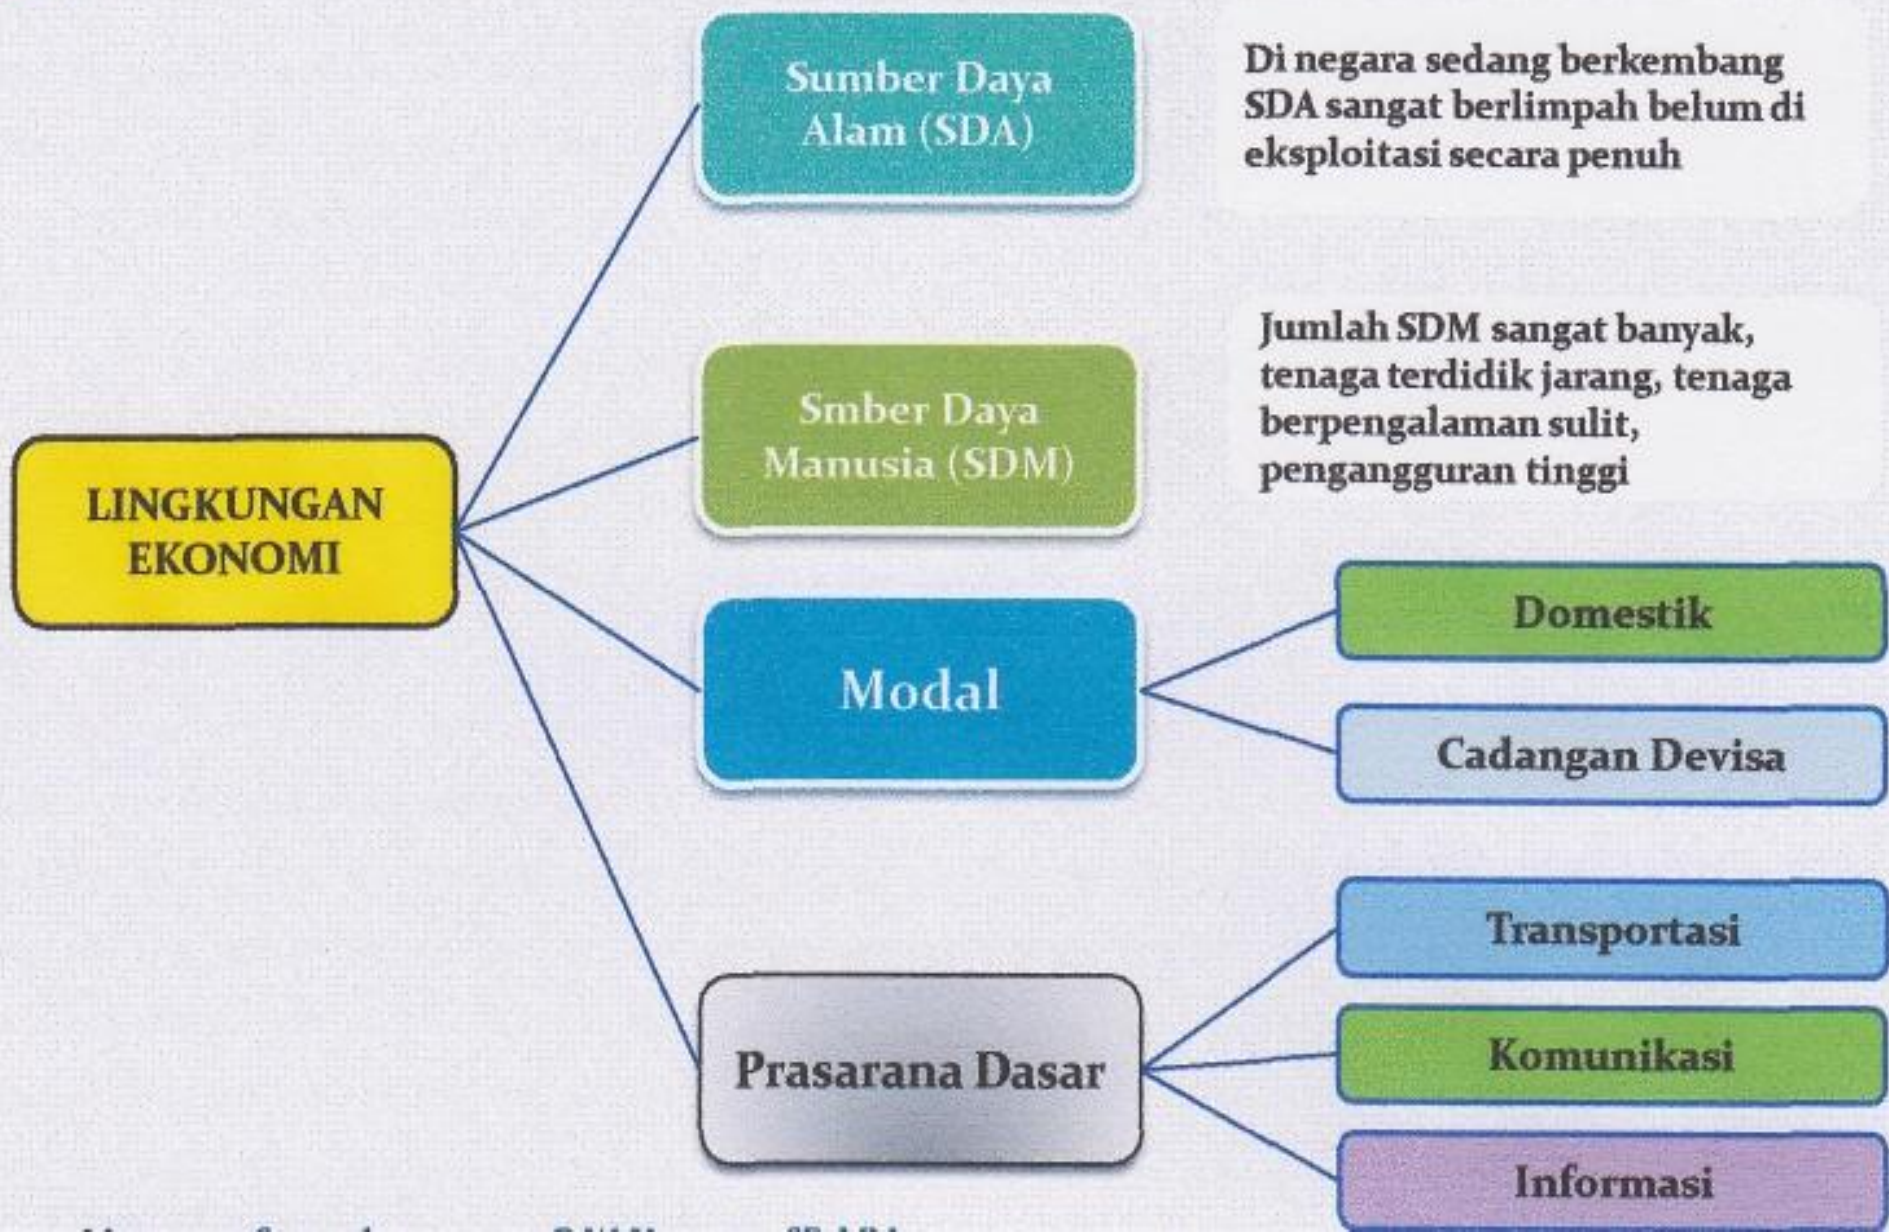 Sumber Daya
Alam (SDA)
Di negara sedang berkembang
SDA sangat berlimpah belum di
eksploitasi secara penuh
Smber Daya
Manusia (SDM)
Jumlah SDM sangat banyak,
tenaga terdidik jarang, tenaga
berpengalaman sulit,
pengangguran tinggi
LINGKUNGAN
EKONOMI
Modal
Domestik
Cadangan Devisa
Prasarana Dasar
Transportasi
Komunikasi
Informasi